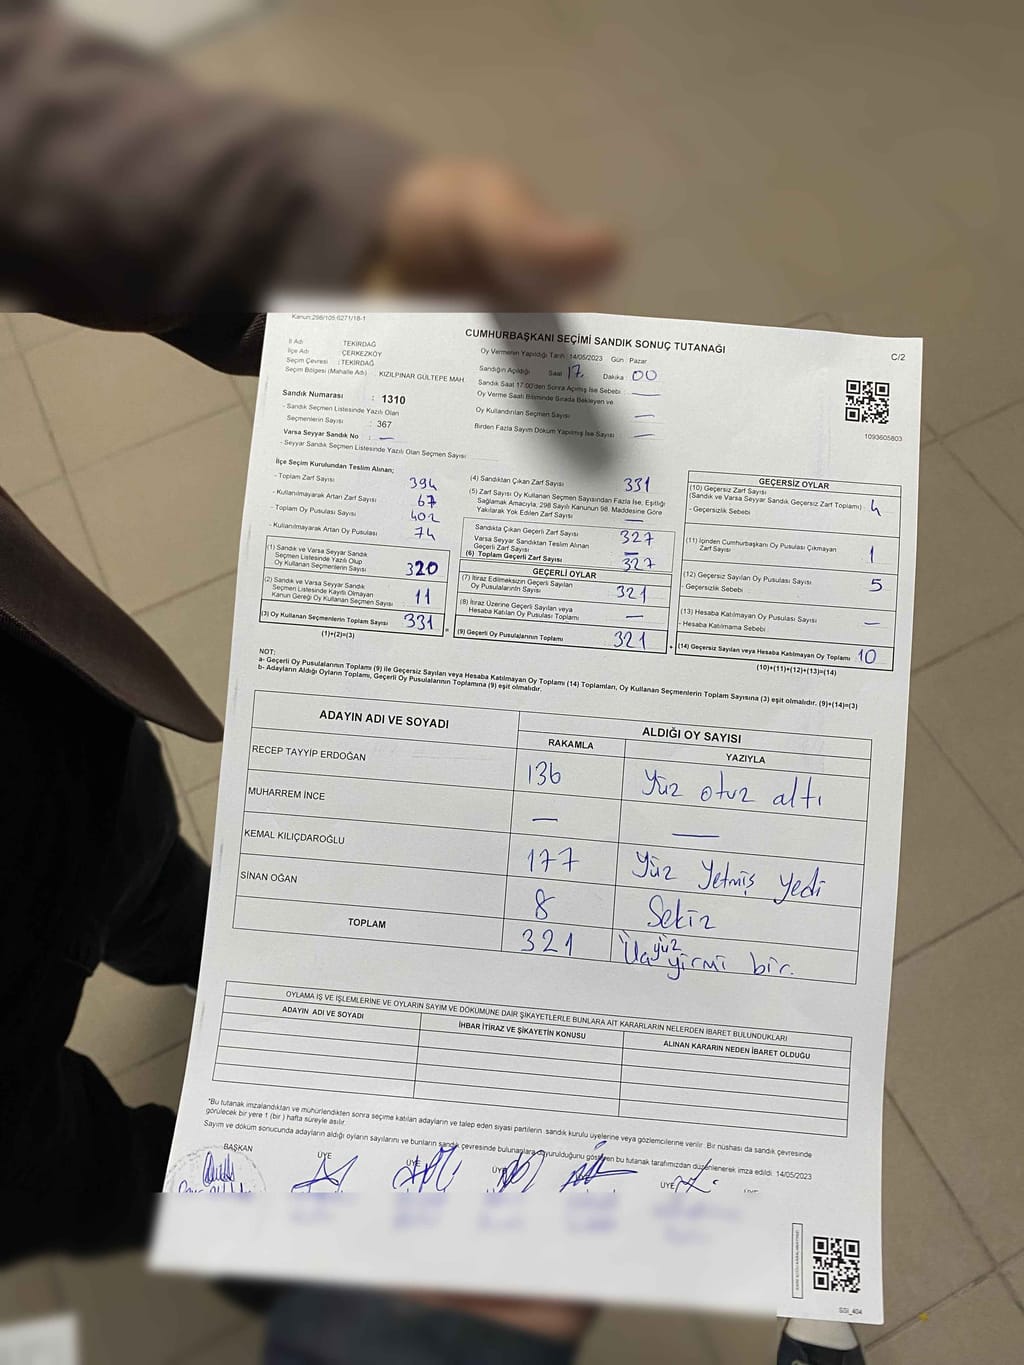 Kanun:298/105,6271/18-1
CUMHURBAŞKANI SEÇİMİ SANDIK SONUÇ TUTANAĞI
C/2
İl Adı : TEKİRDAĞ
İlçe Adı : ÇERKEZKÖY
Seçim Çevresi : TEKİRDAĞ
Seçim Bölgesi (Mahalle Adı) : KIZILPINAR GÜLTEPE MAH.
Oy Vermenin Yapıldığı Tarih :14/05/2023 Gün : Pazar
Sandığın Açıldığı Saat : 17 Dakika : 00
Sandık Saat 17.00'den Sonra Açılmış İse Sebebi :
Oy Verme Saati Bitiminde Sırada Bekleyen ve
Oy Kullandırılan Seçmen Sayısı : —
Birden Fazla Sayım Döküm Yapılmış İse Sayısı : —
1093605803
Sandık Numarası : 1310
- Sandık Seçmen Listesinde Yazılı Olan
Seçmenlerin Sayısı : 367
Varsa Seyyar Sandık No : —
- Seyyar Sandık Seçmen Listesinde Yazılı Olan Seçmen Sayısı :
İlçe Seçim Kurulundan Teslim Alınan;
- Toplam Zarf Sayısı 394
- Kullanılmayarak Artan Zarf Sayısı 67
- Toplam Oy Pusulası Sayısı 402
- Kullanılmayarak Artan Oy Pusulası 74
(1) Sandık ve Varsa Seyyar Sandık
Seçmen Listesinde Yazılı Olup
Oy Kullanan Seçmenlerin Sayısı 320
(2) Sandık ve Varsa Seyyar Sandık
Seçmen Listesinde Kayıtlı Olmayan
Kanun Gereği Oy Kullanan Seçmen Sayısı 11
(3) Oy Kullanan Seçmenlerin Toplam Sayısı 331
(1)+(2)=(3)
(4) Sandıktan Çıkan Zarf Sayısı 331
(5) Zarf Sayısı Oy Kullanan Seçmen Sayısından Fazla İse, Eşitliği
Sağlamak Amacıyla, 298 Sayılı Kanunun 98. Maddesine Göre
Yakılarak Yok Edilen Zarf Sayısı —
Sandıkta Çıkan Geçerli Zarf Sayısı 327
Varsa Seyyar Sandıktan Teslim Alınan
Geçerli Zarf Sayısı —
(6) Toplam Geçerli Zarf Sayısı 327
GEÇERLİ OYLAR
(7) İtiraz Edilmeksizin Geçerli Sayılan
Oy Pusulalarının Sayısı 321
(8) İtiraz Üzerine Geçerli Sayılan veya
Hesaba Katılan Oy Pusulası Toplamı —
(9) Geçerli Oy Pusulalarının Toplamı 321
GEÇERSİZ OYLAR
(10) Geçersiz Zarf Sayısı
(Sandık ve Varsa Seyyar Sandık Geçersiz Zarf Toplamı) 4
- Geçersizlik Sebebi
(11) İçinden Cumhurbaşkanı Oy Pusulası Çıkmayan
Zarf Sayısı 1
(12) Geçersiz Sayılan Oy Pusulası Sayısı 5
- Geçersizlik Sebebi :
(13) Hesaba Katılmayan Oy Pusulası Sayısı —
- Hesaba Katılmama Sebebi :
(14) Geçersiz Sayılan veya Hesaba Katılmayan Oy Toplamı 10
(10)+(11)+(12)+(13)=(14)
NOT:
a- Geçerli Oy Pusulalarının Toplamı (9) ile Geçersiz Sayılan veya Hesaba Katılmayan Oy Toplamı (14) Toplamları, Oy Kullanan Seçmenlerin Toplam Sayısına (3) eşit olmalıdır. (9)+(14)=(3)
b- Adayların Aldığı Oyların Toplamı, Geçerli Oy Pusulalarının Toplamına (9) eşit olmalıdır.
ADAYIN ADI VE SOYADI
ALDIĞI OY SAYISI
RAKAMLA YAZIYLA
RECEP TAYYİP ERDOĞAN 136 Yüz otuz altı
MUHARREM İNCE — —
KEMAL KILIÇDAROĞLU 177 Yüz Yetmiş yedi
SİNAN OĞAN 8 Sekiz
TOPLAM 321 Üç yüz yirmi bir.
OYLAMA İŞ VE İŞLEMLERİNE VE OYLARIN SAYIM VE DÖKÜMÜNE DAİR ŞİKAYETLERLE BUNLARA AİT KARARLARIN NELERDEN İBARET BULUNDUKLARI
ADAYIN ADI VE SOYADI İHBAR İTİRAZ VE ŞİKAYETİN KONUSU ALINAN KARARIN NEDEN İBARET OLDUĞU
*Bu tutanak imzalandıktan ve mühürlendikten sonra seçime katılan adayların ve talep eden siyasi partilerin sandık kurulu üyelerine veya gözlemcilerine verilir. Bir nüshası da sandık çevresinde
görülecek bir yere 1 (bir ) hafta süreyle asılır.
Sayım ve döküm sonucunda adayların aldığı oyların sayılarını ve bunların sandık çevresinde bulunanlara duyurulduğunu gösteren bu tutanak tarafımızdan düzenlenerek imza edildi. 14/05/2023
BAŞKAN ÜYE ÜYE ÜYE ÜYE
SSİ_404